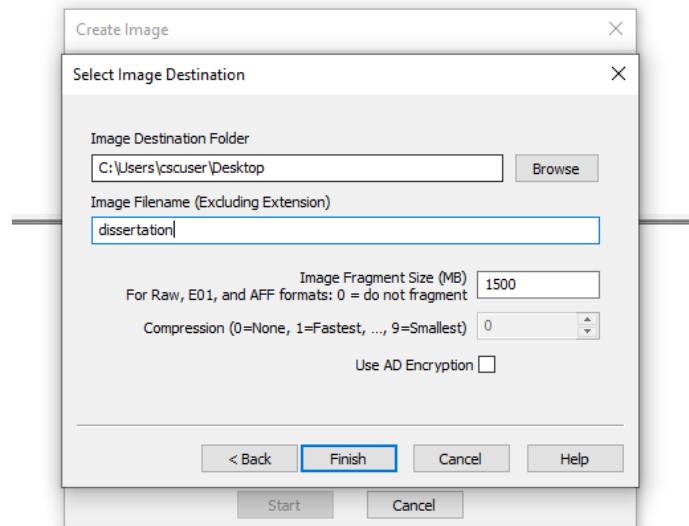 Create Image
Select Image Destination
Image Destination Folder
C:\Users\cscuser\Desktop
Browse
Image Filename (Excluding Extension)
dissertation
Image Fragment Size (MB)
For Raw, E01, and AFF formats: 0 = do not fragment
1500
Compression (0=None, 1=Fastest, ..., 9=Smallest)
0
Use AD Encryption
< Back
Finish
Cancel
Help
Start
Cancel